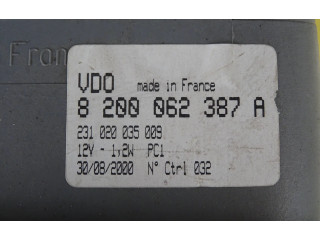 Fran
VDO made in France
8 200 062 387 A
231 020 035 009
12V - 1,2W PC1
30/08/2000 N° Ctrl 032